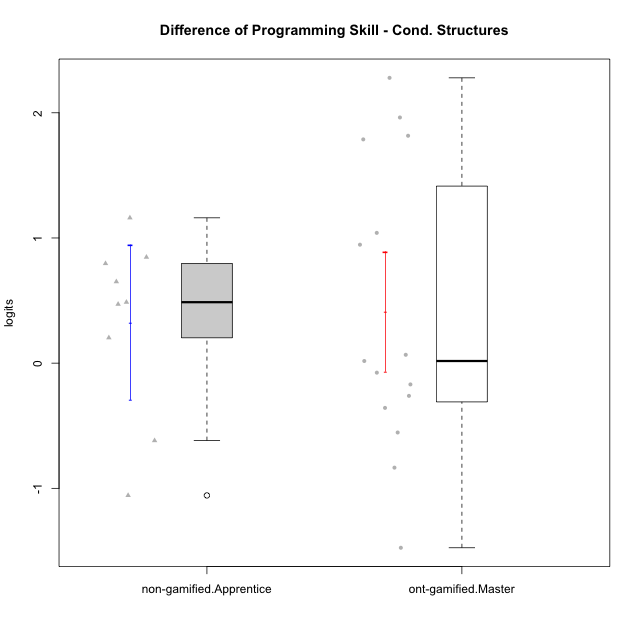 Difference of Programming Skill - Cond. Structures
logits
2
1
0
-1
non-gamified.Apprentice
ont-gamified.Master